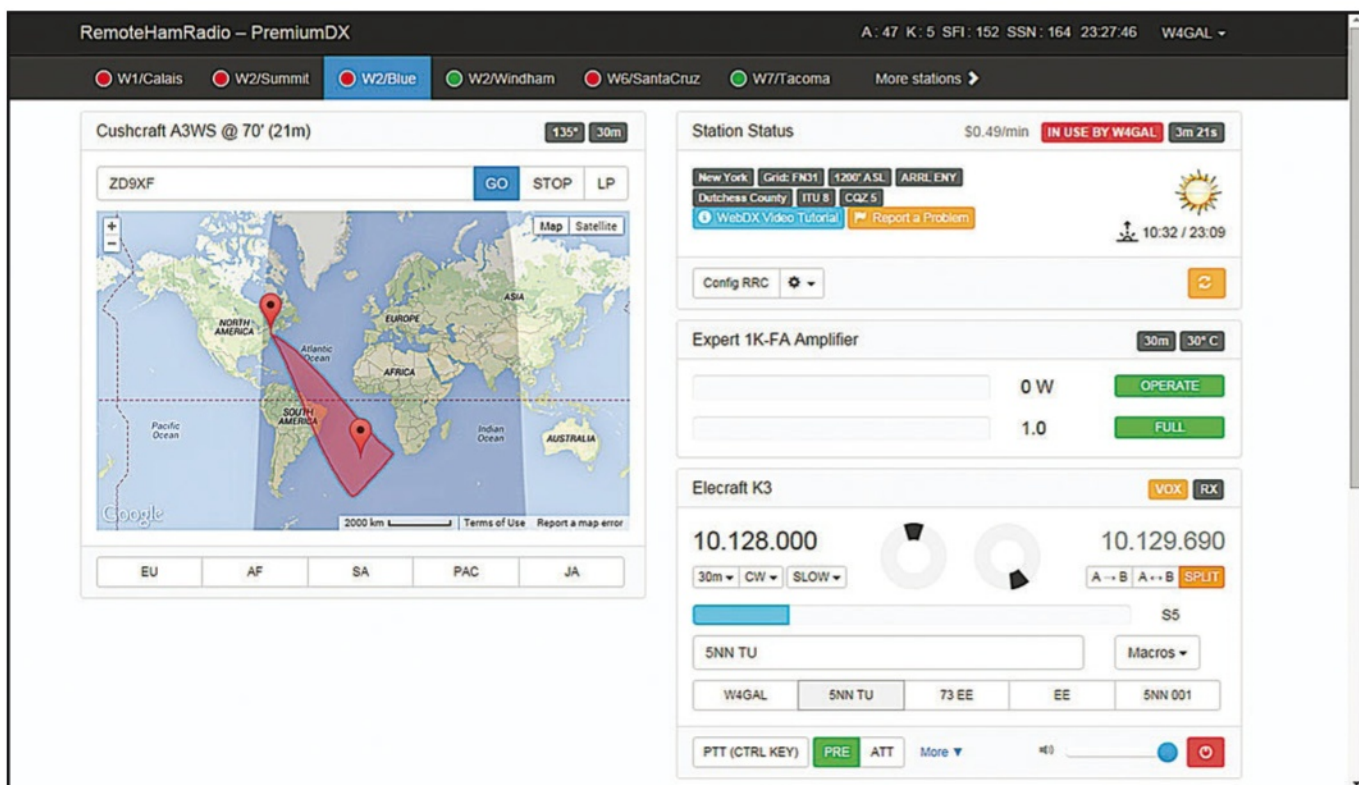 RemoteHamRadio – PremiumDX A: 47 K: 5 SFI: 152 SSN: 164 23:27:46 W4GAL
W1/Calais W2/Summit W2/Blue W2/Windham W6/SantaCruz W7/Tacoma More stations
Cushcraft A3WS @ 70' (21m) 135° 30m
ZD9XF GO STOP LP
+ Map Satellite
−
NORTH AMERICA
Atlantic Ocean
EUROPE
ASIA
AFRICA
SOUTH AMERICA
Pacific Ocean
Indian Ocean
AUSTRALIA
Google 2000 km Terms of Use Report a map error
EU AF SA PAC JA
Station Status $0.49/min IN USE BY W4GAL 3m 21s
New York Grid: FN31 1200' ASL ARRL ENY
Dutchess County ITU 8 CQZ 5
WebDX Video Tutorial Report a Problem
10:32 / 23:09
Config RRC
Expert 1K-FA Amplifier 30m 30° C
0 W OPERATE
1.0 FULL
Elecraft K3 VOX RX
10.128.000 10.129.690
30m CW SLOW A→B A↔B SPLIT
S5
5NN TU Macros
W4GAL 5NN TU 73 EE EE 5NN 001
PTT (CTRL KEY) PRE ATT More ▼